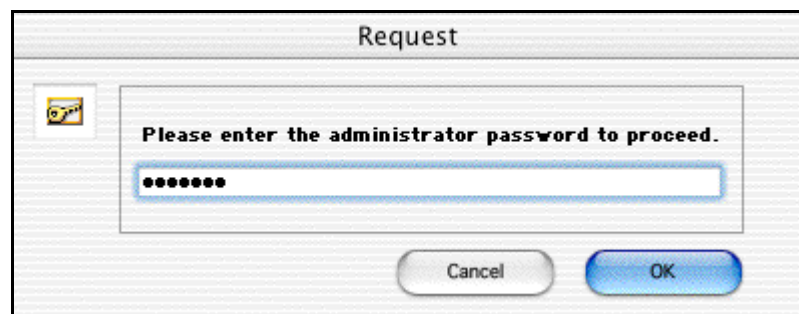 Request
Please enter the administrator password to proceed.
•••••••
Cancel
OK